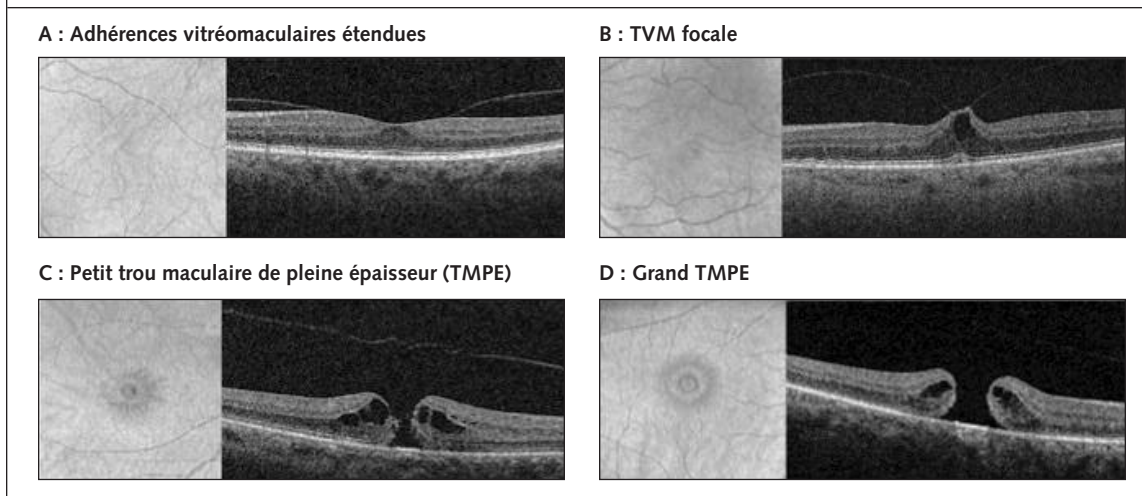 A : Adhérences vitréomaculaires étendues
B : TVM focale
C : Petit trou maculaire de pleine épaisseur (TMPE)
D : Grand TMPE